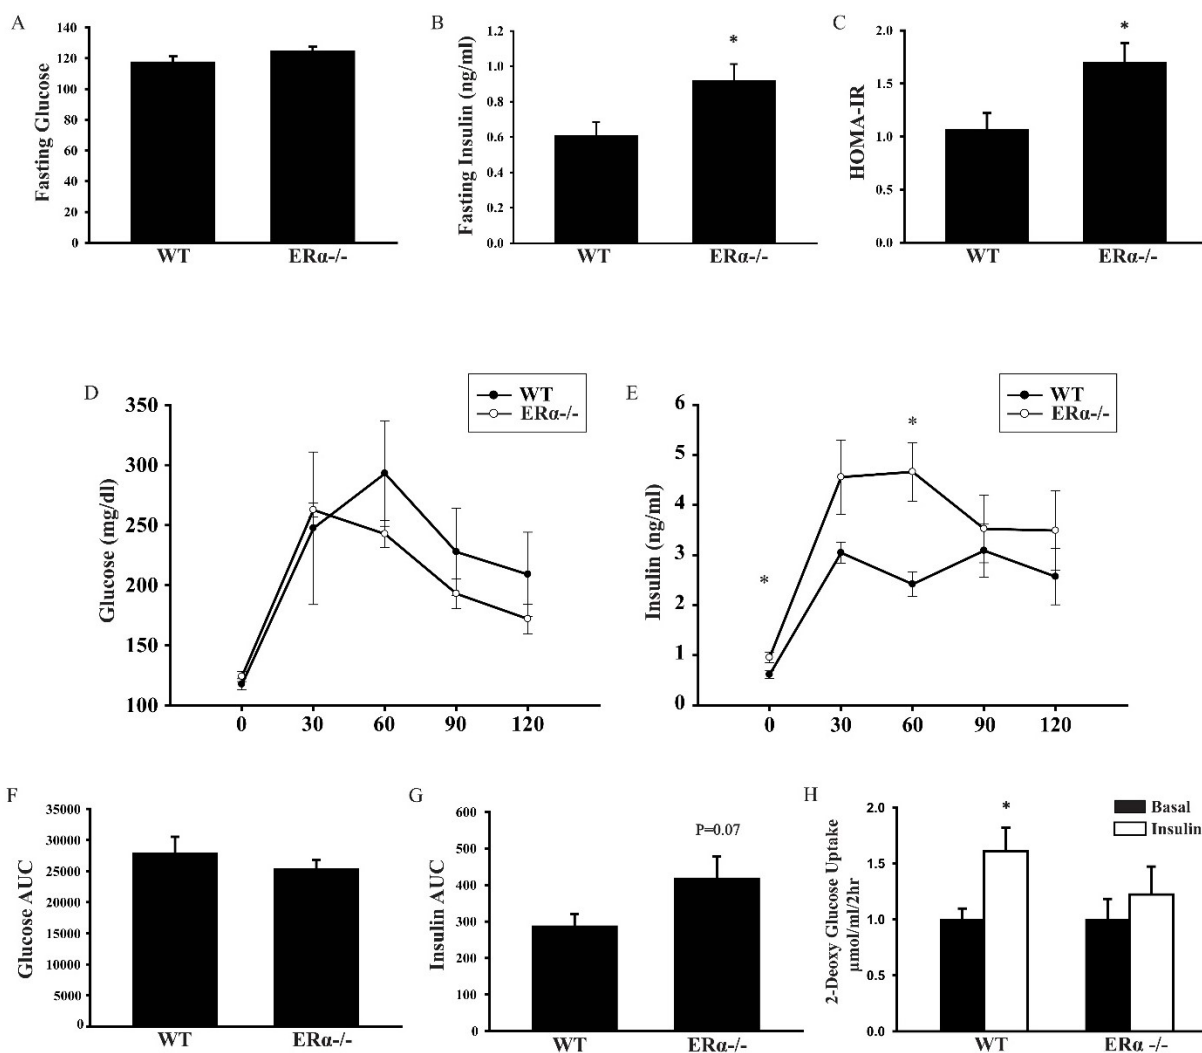 A
140
120
100
80
60
40
20
0
Fasting Glucose
WT
ERα-/-
B
1.2
1.0
0.8
0.6
0.4
0.2
0.0
Fasting Insulin (ng/ml)
*
WT
ERα-/-
C
2.0
1.5
1.0
0.5
0.0
HOMA-IR
*
WT
ERα-/-
D
WT
ERα-/-
350
300
250
200
150
100
Glucose (mg/dl)
0 30 60 90 120
E
WT
ERα-/-
6
5
4
3
2
1
0
Insulin (ng/ml)
*
*
0 30 60 90 120
F
35000
30000
25000
20000
15000
10000
5000
0
Glucose AUC
WT
ERα-/-
G
600
500
400
300
200
100
0
Insulin AUC
P=0.07
WT
ERα-/-
H
Basal
Insulin
2.0
1.5
1.0
0.5
0.0
2-Deoxy Glucose Uptake
µmol/ml/2hr
*
WT
ERα -/-